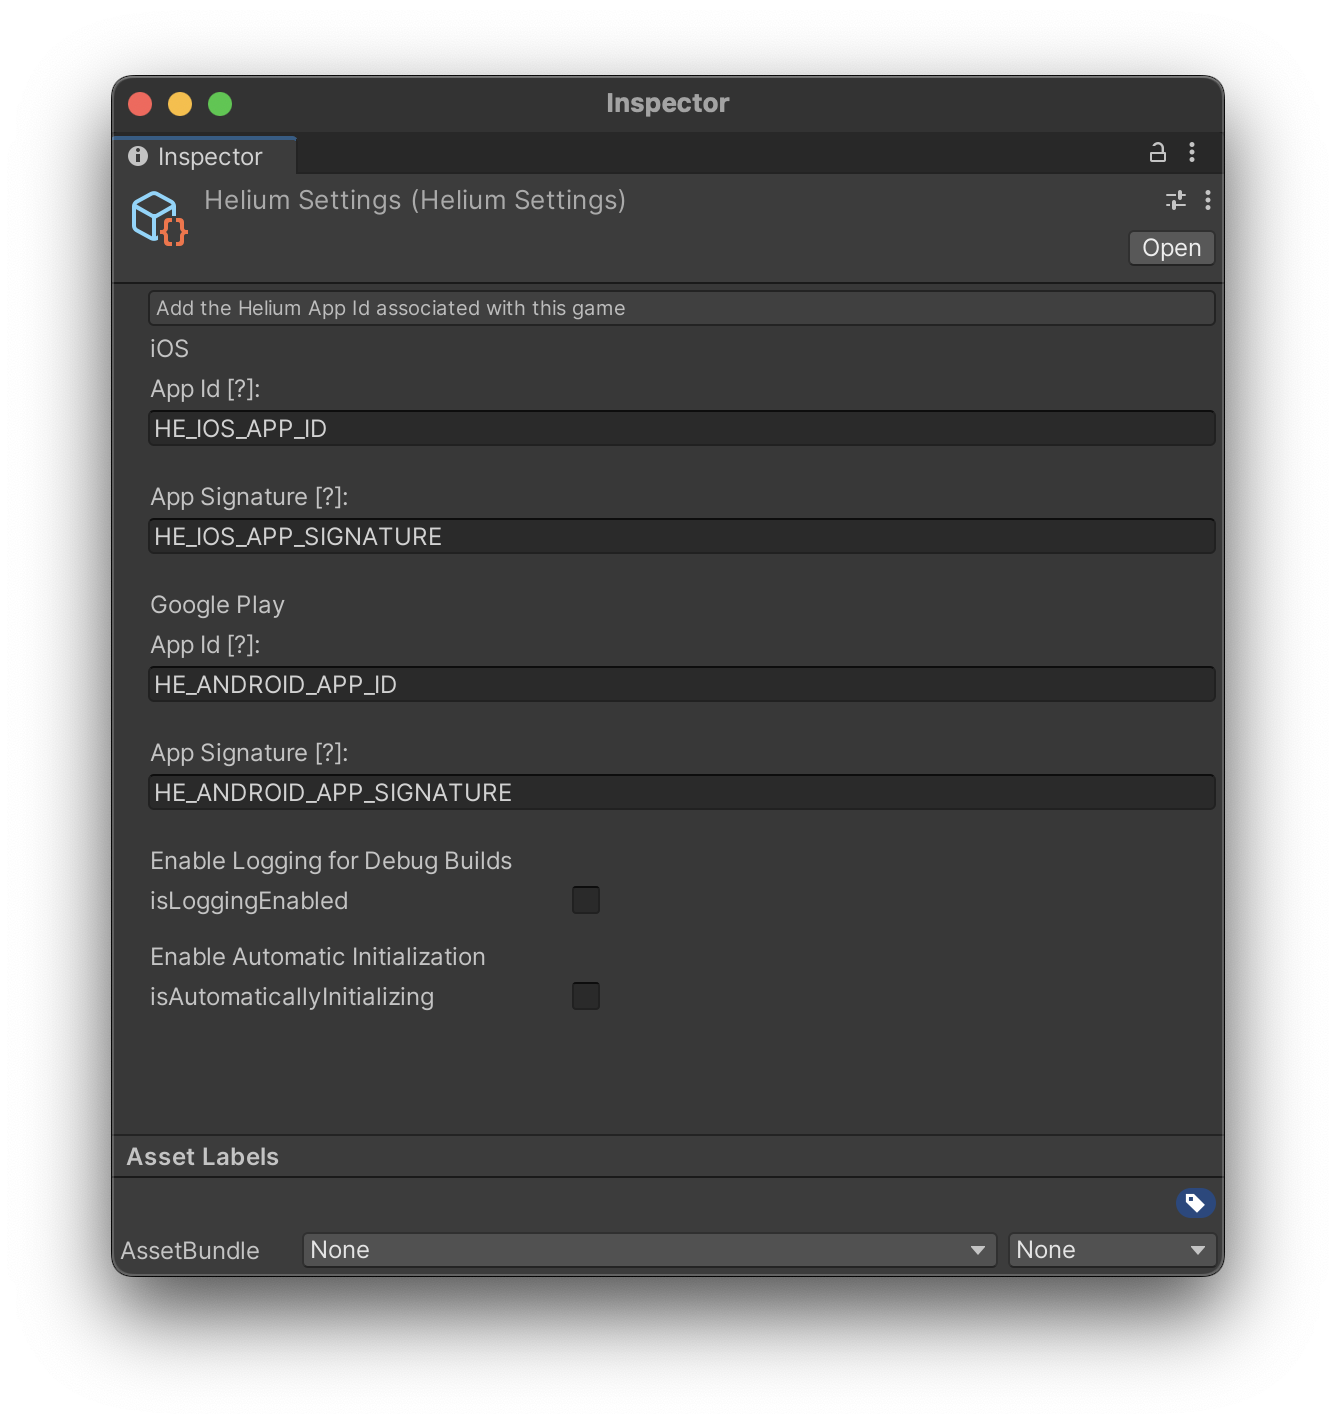 Inspector
Inspector
Helium Settings (Helium Settings)
Open
Add the Helium App Id associated with this game
iOS
App Id [?]:
HE_IOS_APP_ID
App Signature [?]:
HE_IOS_APP_SIGNATURE
Google Play
App Id [?]:
HE_ANDROID_APP_ID
App Signature [?]:
HE_ANDROID_APP_SIGNATURE
Enable Logging for Debug Builds
isLoggingEnabled
Enable Automatic Initialization
isAutomaticallyInitializing
Asset Labels
AssetBundle None None